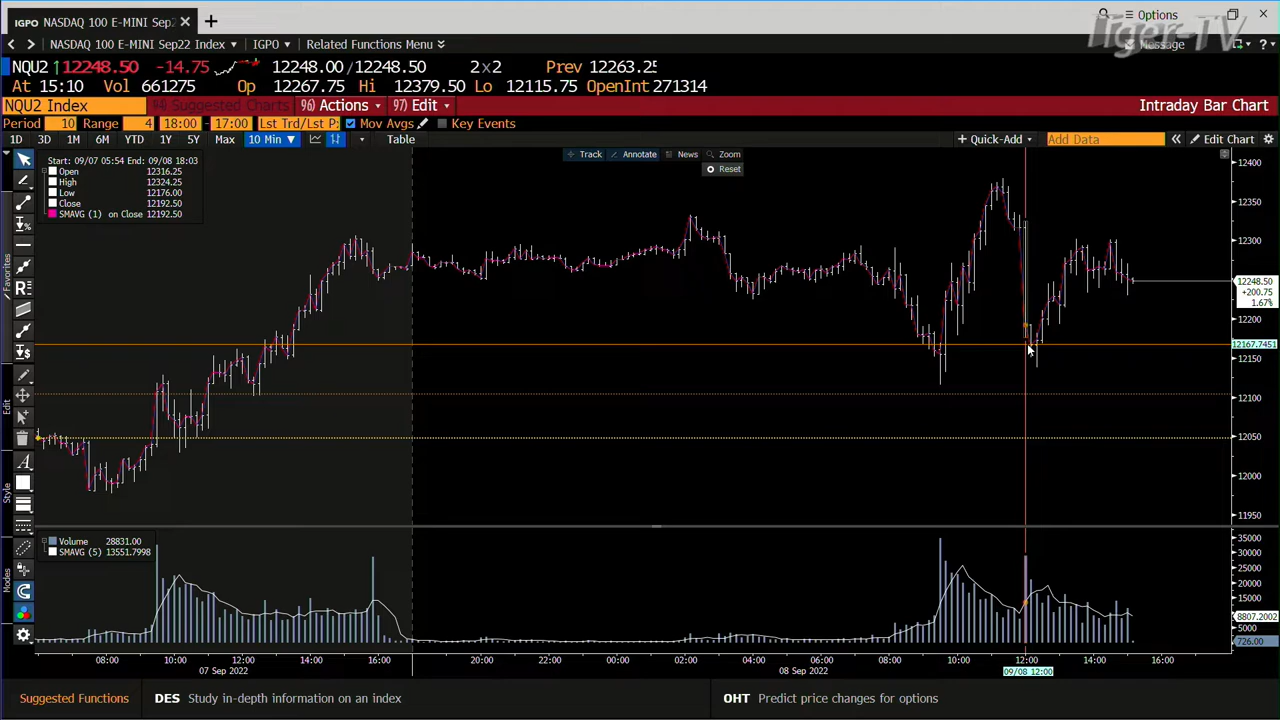 IGPO NASDAQ 100 E-MINI Sep2
Options
Tiger-TV
NASDAQ 100 E-MINI Sep22 Index IGPO Related Functions Menu
Message
NQU2 12248.50 -14.75 12248.00/12248.50 2x2 Prev 12263.25
At 15:10 Vol 661275 Op 12267.75 Hi 12379.50 Lo 12115.75 OpenInt 271314
NQU2 Index 94) Suggested Charts 96) Actions 97) Edit Intraday Bar Chart
Period 10 Range 4 18:00 - 17:00 Lst Trd/Lst P Mov Avgs Key Events
1D 3D 1M 6M YTD 1Y 5Y Max 10 Min Table + Quick-Add Add Data Edit Chart
Track Annotate News Zoom
Reset
Start: 09/07 05:54 End: 09/08 18:03
Open 12316.25
High 12324.25
Low 12176.00
Close 12192.50
SMAVG (1) on Close 12192.50
Favorites
Edit
Style
Modes
12400
12350
12300
12248.50
+200.75
1.67%
12200
12167.7451
12150
12100
12050
12000
11950
Volume 28831.00
SMAVG (5) 13551.7998
35000
30000
25000
20000
15000
8807.2002
5000
726.00
08:00 10:00 12:00 14:00 16:00 20:00 22:00 00:00 02:00 04:00 06:00 08:00 10:00 12:00 14:00 16:00
07 Sep 2022 08 Sep 2022 09/08 12:00
Suggested Functions DES Study in-depth information on an index OHT Predict price changes for options